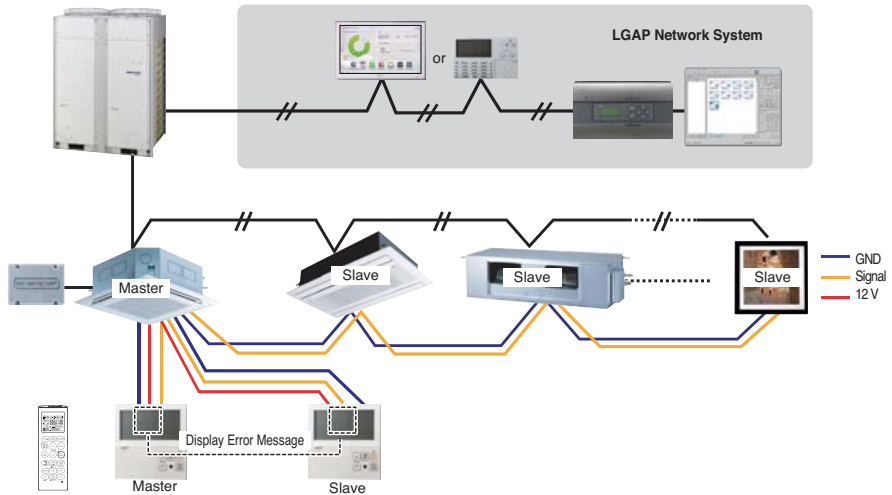 LGAP Network System
or
Master
Slave
Slave
Slave
GND
Signal
12 V
Display Error Message
Master
Slave